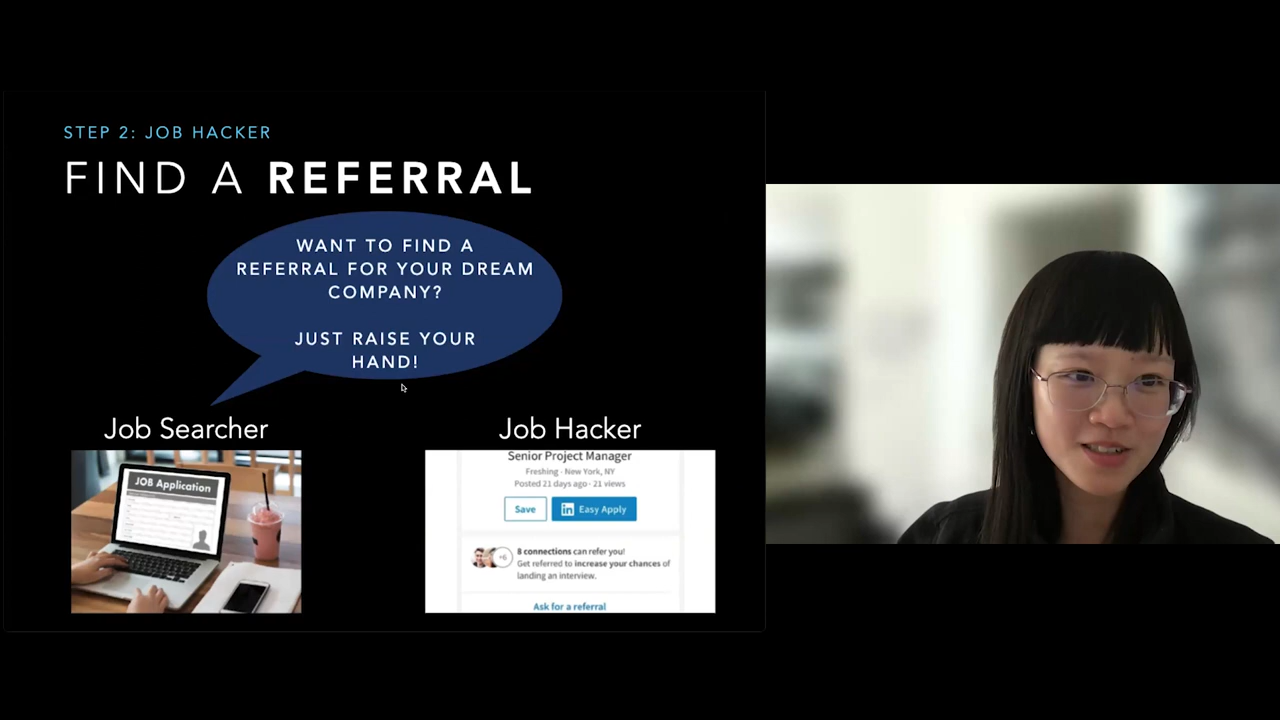 STEP 2: JOB HACKER
FIND A REFERRAL
WANT TO FIND A
REFERRAL FOR YOUR DREAM
COMPANY?
JUST RAISE YOUR
HAND!
Job Searcher
Job Hacker
JOB Application
Senior Project Manager
Freshing - New York, NY
Posted 21 days ago · 21 views
Save
in Easy Apply
+6
8 connections can refer you!
Get referred to increase your chances of
landing an interview.
Ask for a referral